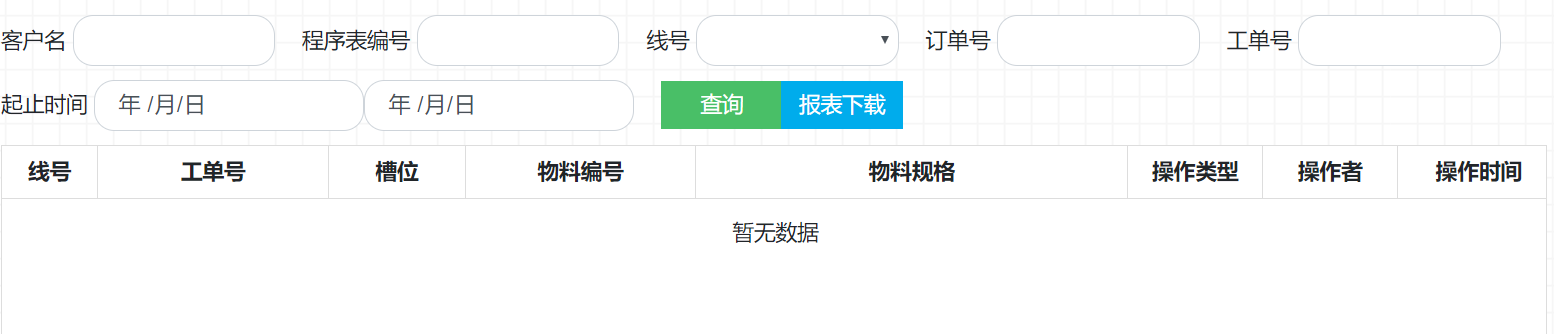 客户名 程序表编号 线号 订单号 工单号
起止时间 年 /月/日 年 /月/日 查询 报表下载
线号 工单号 槽位 物料编号 物料规格 操作类型 操作者 操作时间
暂无数据